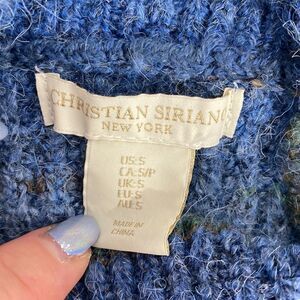 CHRISTIAN SIRIANO
NEW YORK
US:S
CA:S/P
UK:S
EU:S
AU:S
MADE IN
CHINA